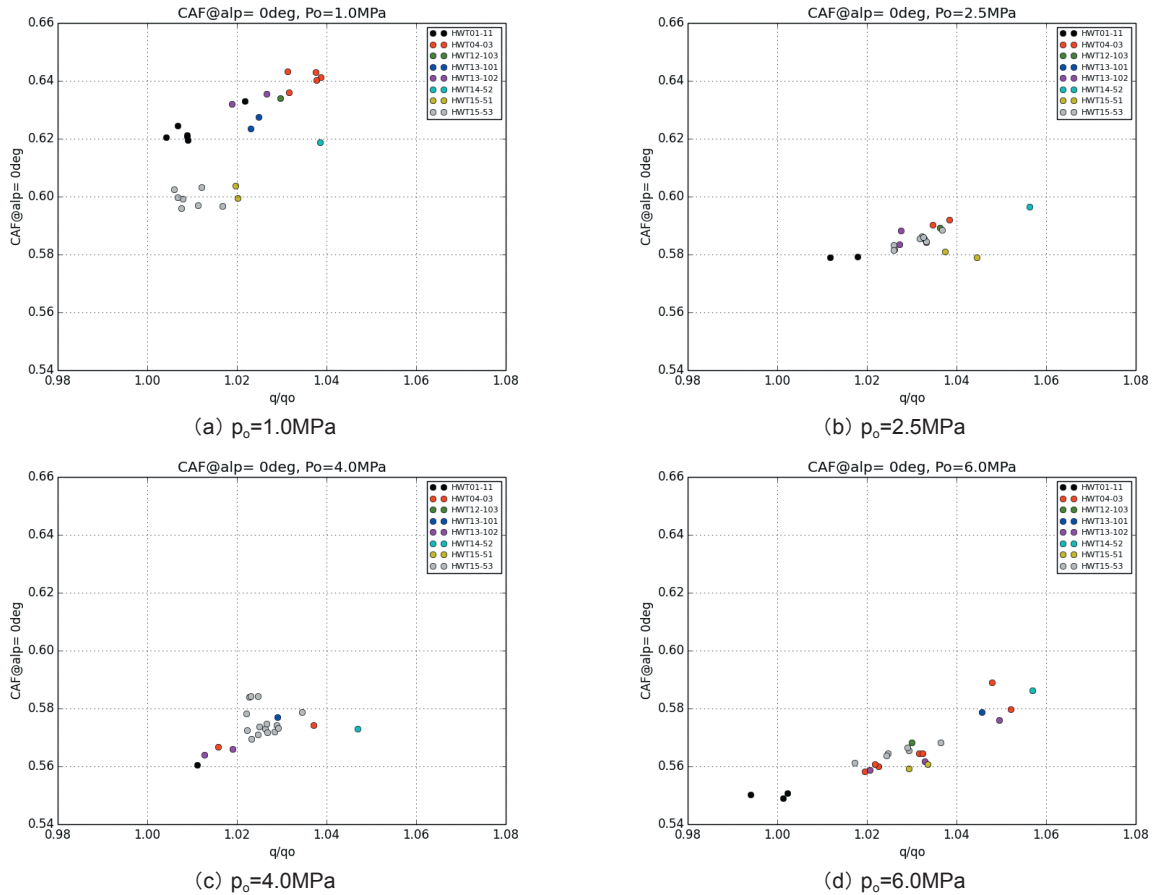 CAF@alp= 0deg, Po=1.0MPa
0.66
0.64
0.62
0.60
0.58
0.56
0.54
CAF@alp= 0deg
HWT01-11
HWT04-03
HWT12-103
HWT13-101
HWT13-102
HWT14-52
HWT15-51
HWT15-53
0.98 1.00 1.02 1.04 1.06 1.08
q/qo
(a) po=1.0MPa
CAF@alp= 0deg, Po=2.5MPa
0.66
0.64
0.62
0.60
0.58
0.56
0.54
CAF@alp= 0deg
HWT01-11
HWT04-03
HWT12-103
HWT13-101
HWT13-102
HWT14-52
HWT15-51
HWT15-53
0.98 1.00 1.02 1.04 1.06 1.08
q/qo
(b) po=2.5MPa
CAF@alp= 0deg, Po=4.0MPa
0.66
0.64
0.62
0.60
0.58
0.56
0.54
CAF@alp= 0deg
HWT01-11
HWT04-03
HWT12-103
HWT13-101
HWT13-102
HWT14-52
HWT15-51
HWT15-53
0.98 1.00 1.02 1.04 1.06 1.08
q/qo
(c) po=4.0MPa
CAF@alp= 0deg, Po=6.0MPa
0.66
0.64
0.62
0.60
0.58
0.56
0.54
CAF@alp= 0deg
HWT01-11
HWT04-03
HWT12-103
HWT13-101
HWT13-102
HWT14-52
HWT15-51
HWT15-53
0.98 1.00 1.02 1.04 1.06 1.08
q/qo
(d) po=6.0MPa